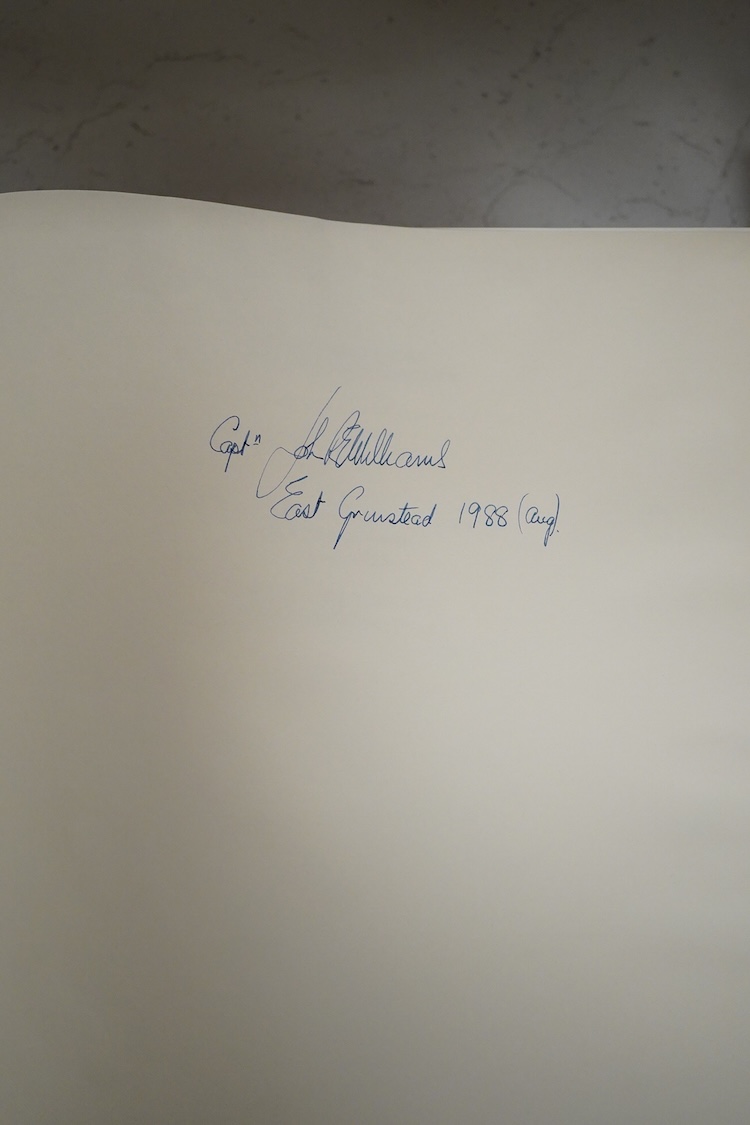 Captⁿ John R E Williams
East Grinstead 1988 (Aug).